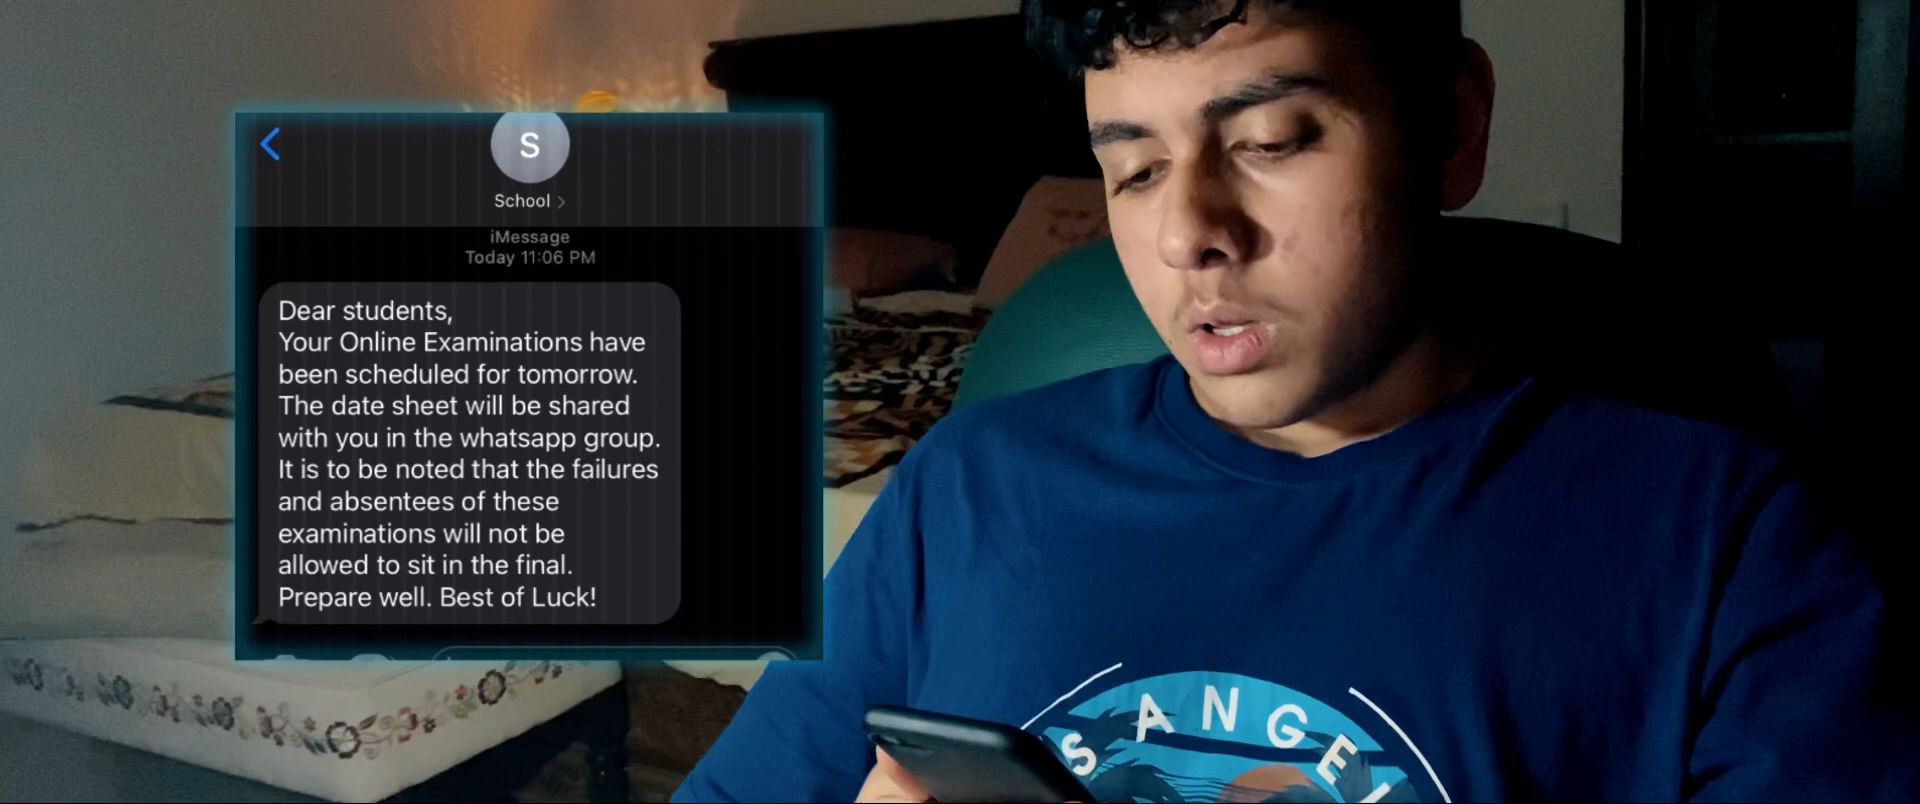 S
School >
iMessage
Today 11:06 PM
Dear students,
Your Online Examinations have
been scheduled for tomorrow.
The date sheet will be shared
with you in the whatsapp group.
It is to be noted that the failures
and absentees of these
examinations will not be
allowed to sit in the final.
Prepare well. Best of Luck!
S ANGEL